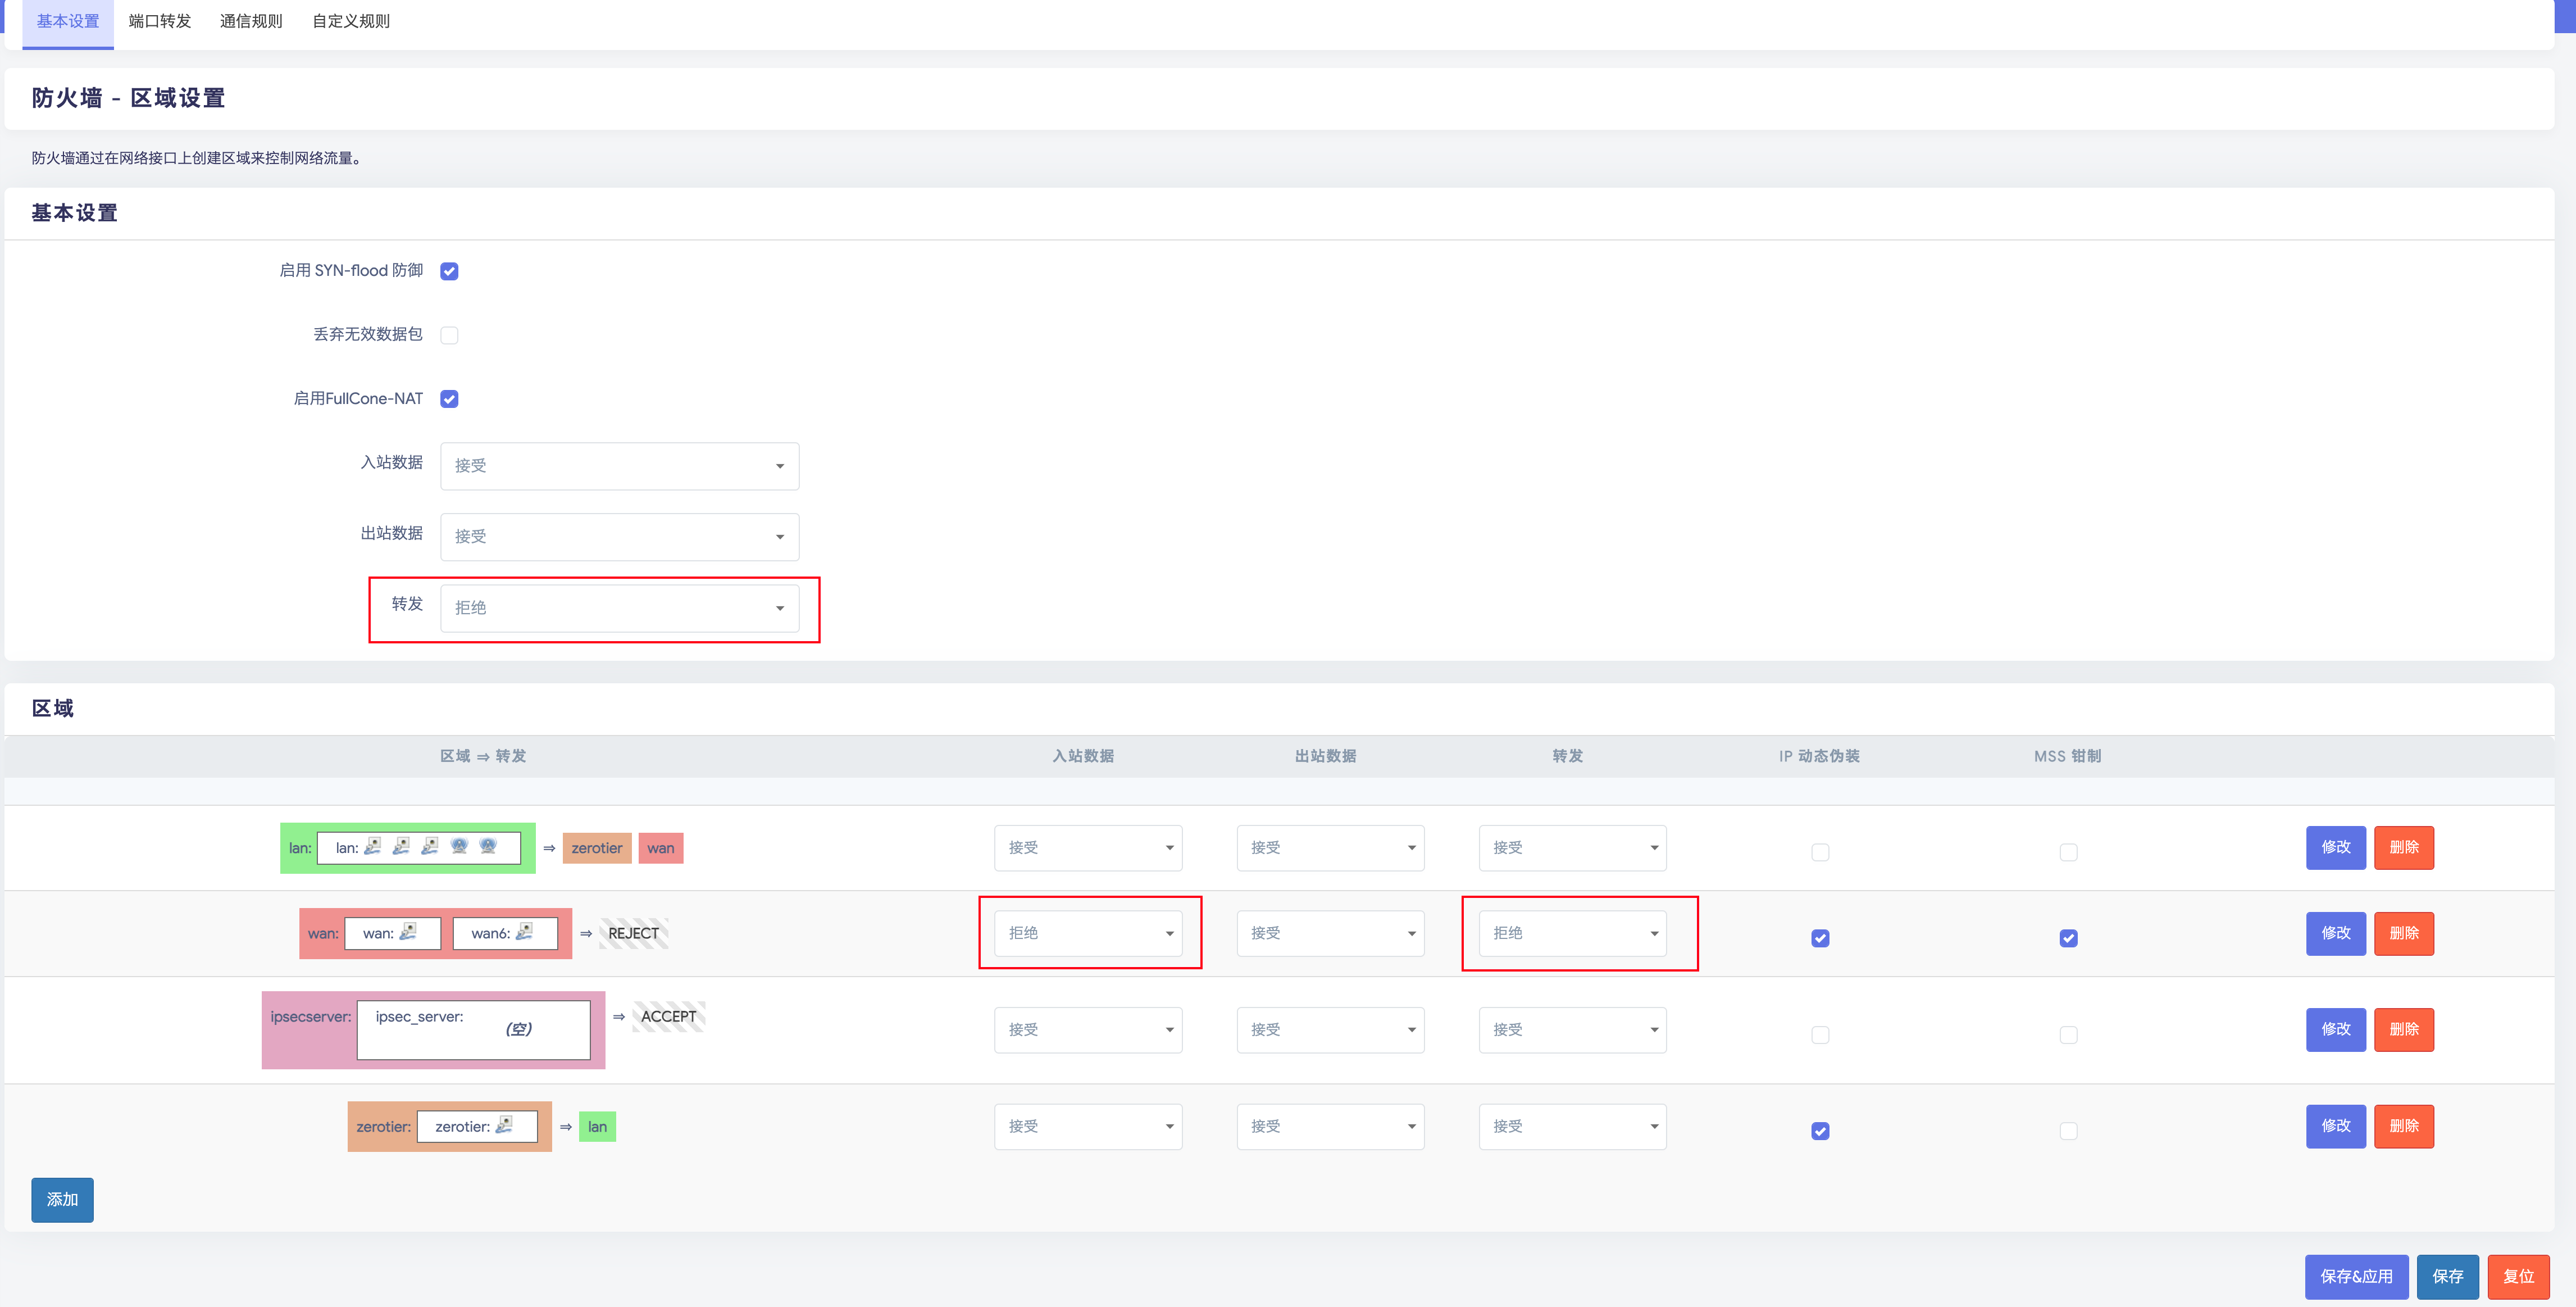 基本设置 端口转发 通信规则 自定义规则
防火墙 - 区域设置
防火墙通过在网络接口上创建区域来控制网络流量。
基本设置
启用 SYN-flood 防御
丢弃无效数据包
启用FullCone-NAT
入站数据 接受
出站数据 接受
转发 拒绝
区域
区域 ⇒ 转发 入站数据 出站数据 转发 IP 动态伪装 MSS 钳制
lan: lan: ⇒ zerotier wan 接受 接受 接受 修改 删除
wan: wan: wan6: ⇒ REJECT 拒绝 接受 拒绝 修改 删除
ipsecserver: ipsec_server: (空) ⇒ ACCEPT 接受 接受 接受 修改 删除
zerotier: zerotier: ⇒ lan 接受 接受 接受 修改 删除
添加
保存&应用 保存 复位